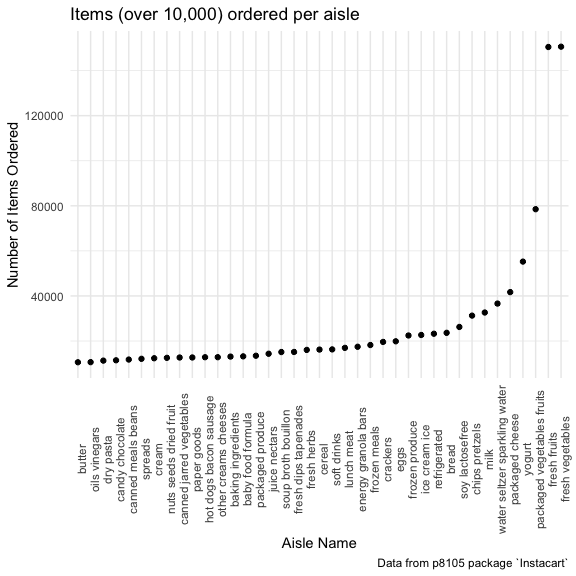 Items (over 10,000) ordered per aisle
Number of Items Ordered
120000
80000
40000
butter
oils vinegars
dry pasta
candy chocolate
canned meals beans
spreads
cream
nuts seeds dried fruit
canned jarred vegetables
paper goods
hot dogs bacon sausage
other creams cheeses
baking ingredients
baby food formula
packaged produce
juice nectars
soup broth bouillon
fresh dips tapenades
fresh herbs
cereal
soft drinks
lunch meat
energy granola bars
frozen meals
crackers
eggs
frozen produce
ice cream ice
refrigerated
bread
soy lactosefree
chips pretzels
milk
water seltzer sparkling water
packaged cheese
yogurt
packaged vegetables fruits
fresh fruits
fresh vegetables
Aisle Name
Data from p8105 package `Instacart`